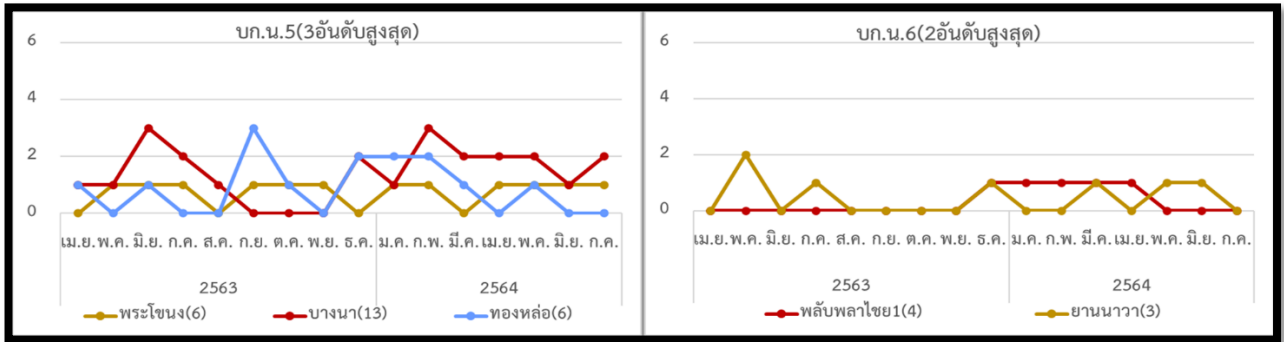 บก.น.5(3อันดับสูงสุด)
6
4
2
0
เม.ย. พ.ค. มิ.ย. ก.ค. ส.ค. ก.ย. ต.ค. พ.ย. ธ.ค. ม.ค. ก.พ. มี.ค. เม.ย. พ.ค. มิ.ย. ก.ค.
2563 2564
พระโขนง(6) บางนา(13) ทองหล่อ(6)
บก.น.6(2อันดับสูงสุด)
6
4
2
0
เม.ย. พ.ค. มิ.ย. ก.ค. ส.ค. ก.ย. ต.ค. พ.ย. ธ.ค. ม.ค. ก.พ. มี.ค. เม.ย. พ.ค. มิ.ย. ก.ค.
2563 2564
พลับพลาไชย1(4) ยานนาวา(3)